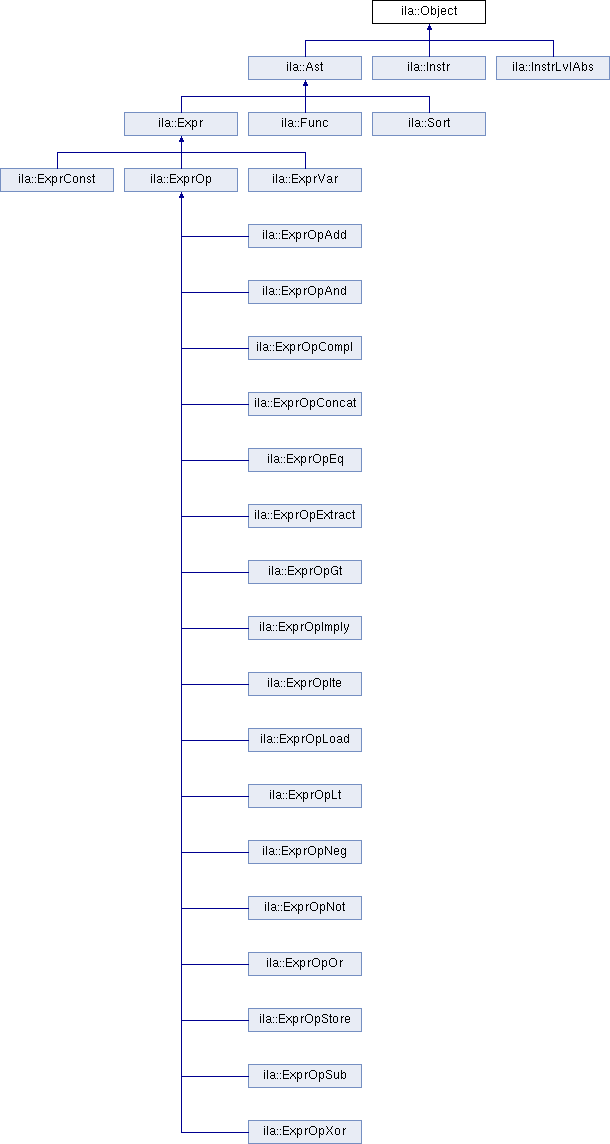 ila::Object
ila::Ast
ila::Instr
ila::InstrLvlAbs
ila::Expr
ila::Func
ila::Sort
ila::ExprConst
ila::ExprOp
ila::ExprVar
ila::ExprOpAdd
ila::ExprOpAnd
ila::ExprOpCompl
ila::ExprOpConcat
ila::ExprOpEq
ila::ExprOpExtract
ila::ExprOpGt
ila::ExprOpImply
ila::ExprOpIte
ila::ExprOpLoad
ila::ExprOpLt
ila::ExprOpNeg
ila::ExprOpNot
ila::ExprOpOr
ila::ExprOpStore
ila::ExprOpSub
ila::ExprOpXor